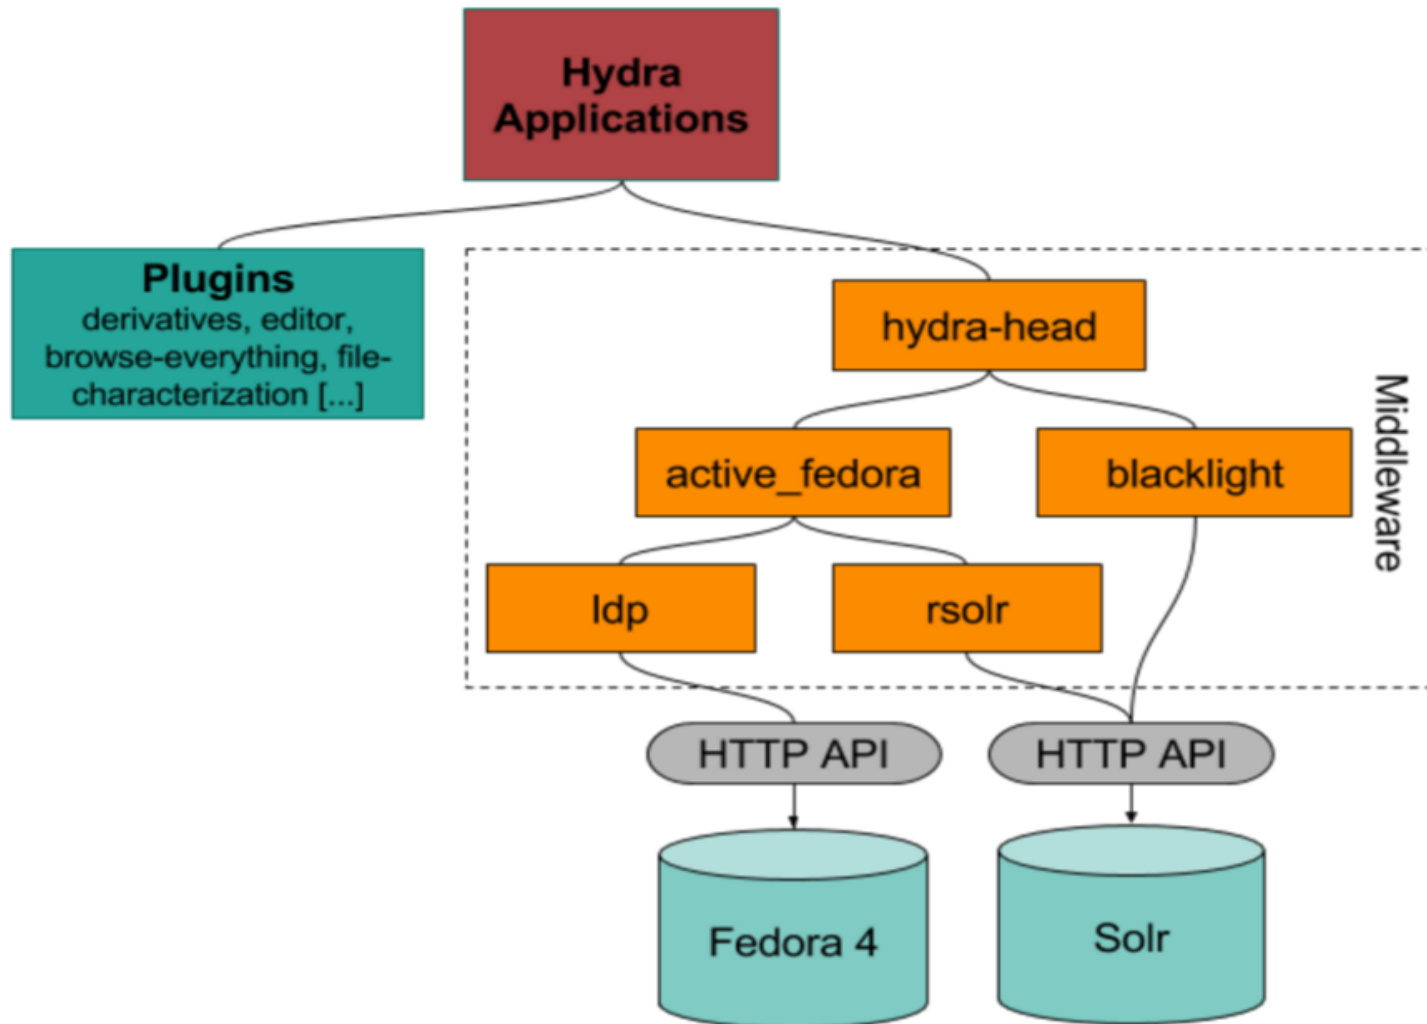 Hydra
Applications
Plugins
derivatives, editor,
browse-everything, file-
characterization [...]
hydra-head
Middleware
active_fedora
blacklight
ldp
rsolr
HTTP API
HTTP API
Fedora 4
Solr